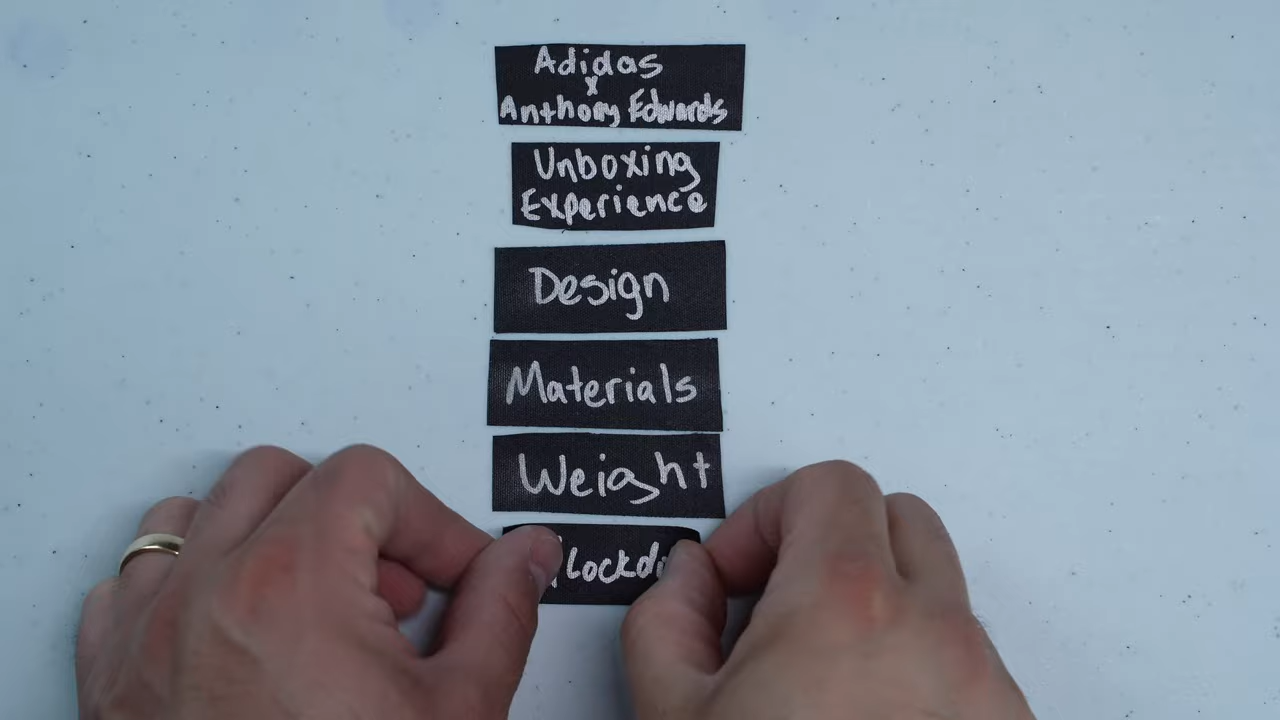 Adidas
x
Anthony Edwards
Unboxing
Experience
Design
Materials
Weight